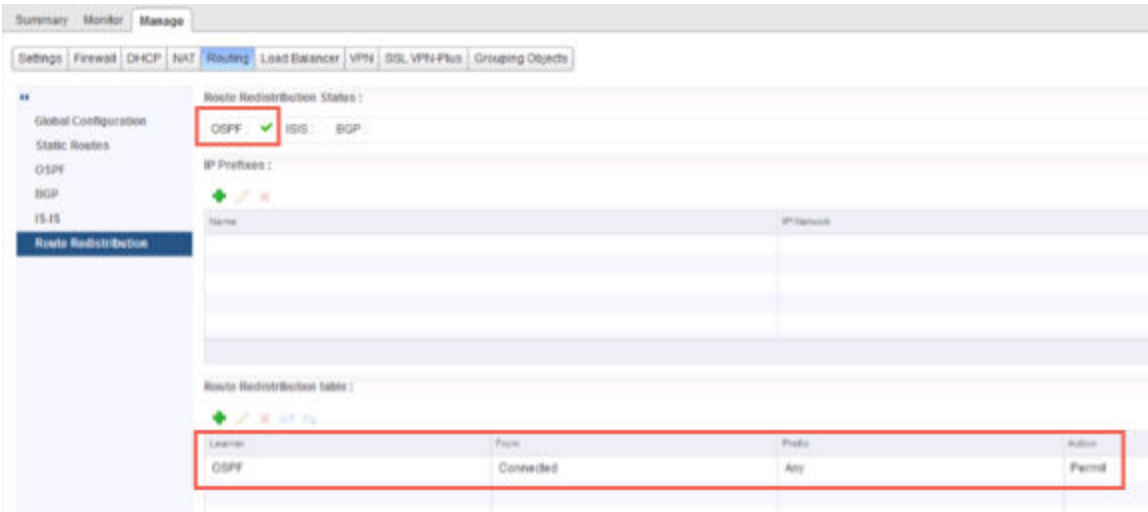 Summary Monitor Manage
Settings Firewall DHCP NAT Routing Load Balancer VPN SSL VPN-Plus Grouping Objects
Route Redistribution Status :
Global Configuration
OSPF : ISIS : BGP :
Static Routes
IP Prefixes :
OSPF
BGP
IS-IS
Name IP/Network
Route Redistribution
Route Redistribution table :
Learner From Prefix Action
OSPF Connected Any Permit